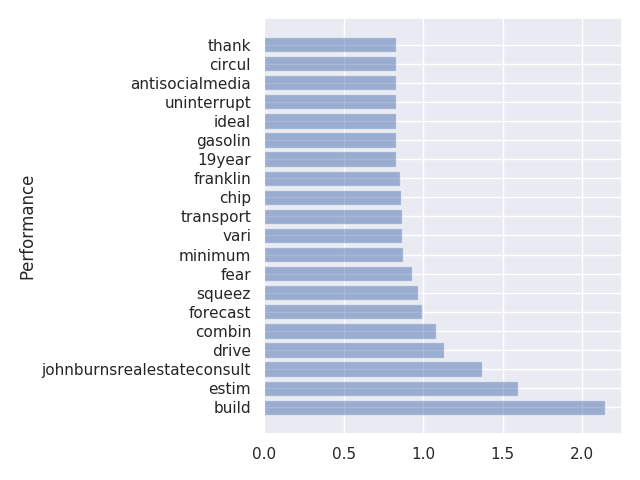 thank
circul
antisocialmedia
uninterrupt
ideal
gasolin
19year
franklin
chip
transport
vari
minimum
fear
squeez
forecast
combin
drive
johnburnsrealestateconsult
estim
build
Performance
0.0 0.5 1.0 1.5 2.0